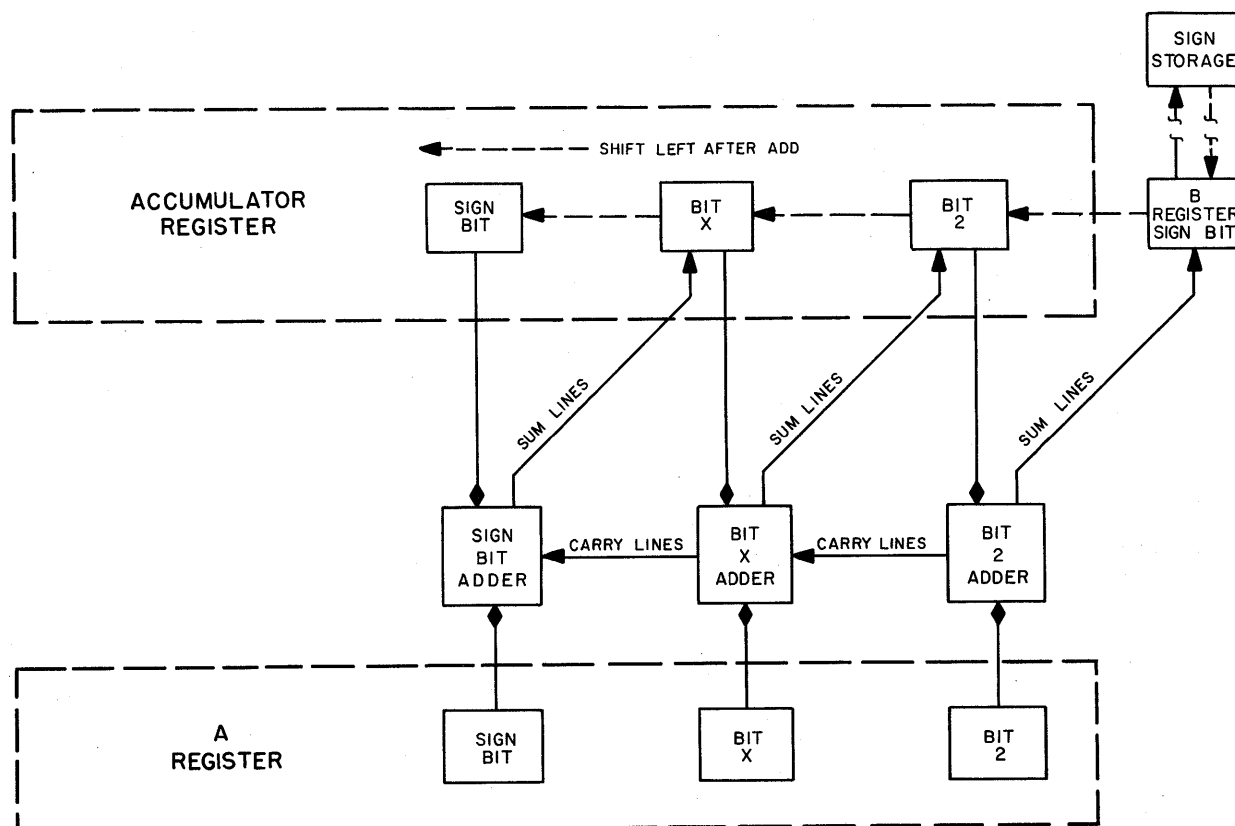 SIGN
STORAGE
SHIFT LEFT AFTER ADD
ACCUMULATOR
REGISTER
SIGN
BIT
BIT
X
BIT
2
B
REGISTER
SIGN BIT
SUM LINES
SUM LINES
SUM LINES
SIGN
BIT
ADDER
CARRY LINES
BIT
X
ADDER
CARRY LINES
BIT
2
ADDER
A
REGISTER
SIGN
BIT
BIT
X
BIT
2